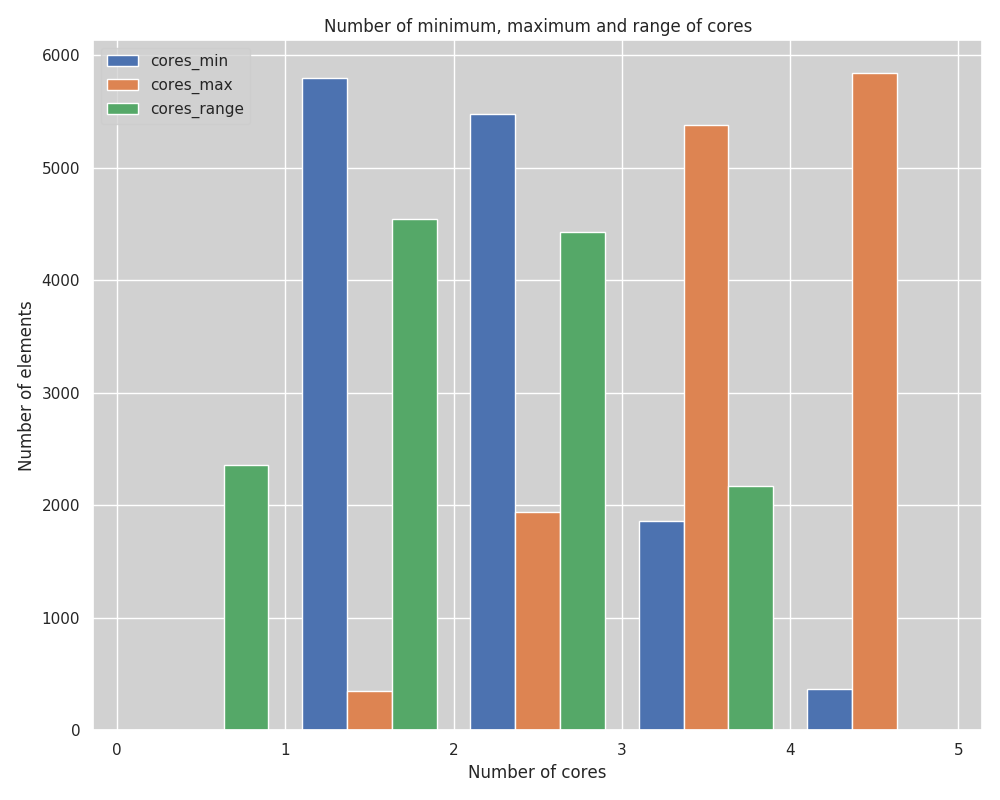 Number of minimum, maximum and range of cores
cores_min
cores_max
cores_range
Number of elements
6000
5000
4000
3000
2000
1000
0
0 1 2 3 4 5
Number of cores